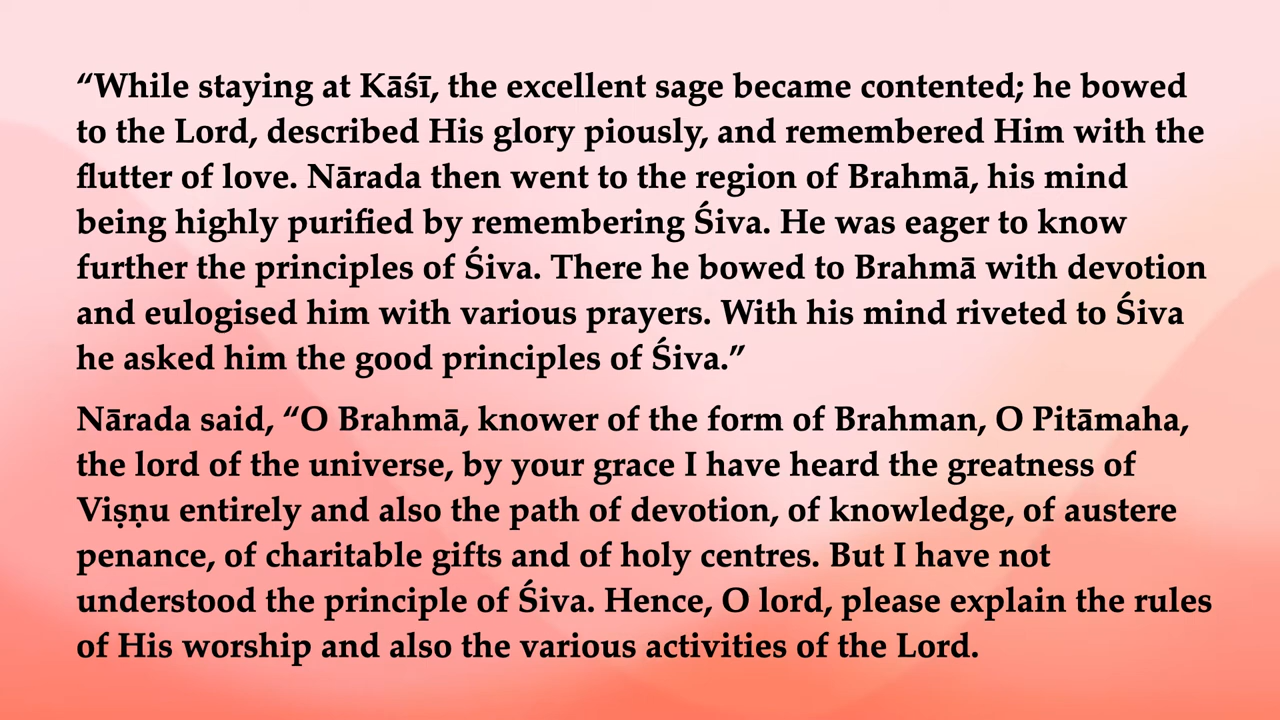 “While staying at Kāśī, the excellent sage became contented; he bowed
to the Lord, described His glory piously, and remembered Him with the
flutter of love. Nārada then went to the region of Brahmā, his mind
being highly purified by remembering Śiva. He was eager to know
further the principles of Śiva. There he bowed to Brahmā with devotion
and eulogised him with various prayers. With his mind riveted to Śiva
he asked him the good principles of Śiva.”
Nārada said, “O Brahmā, knower of the form of Brahman, O Pitāmaha,
the lord of the universe, by your grace I have heard the greatness of
Viṣṇu entirely and also the path of devotion, of knowledge, of austere
penance, of charitable gifts and of holy centres. But I have not
understood the principle of Śiva. Hence, O lord, please explain the rules
of His worship and also the various activities of the Lord.